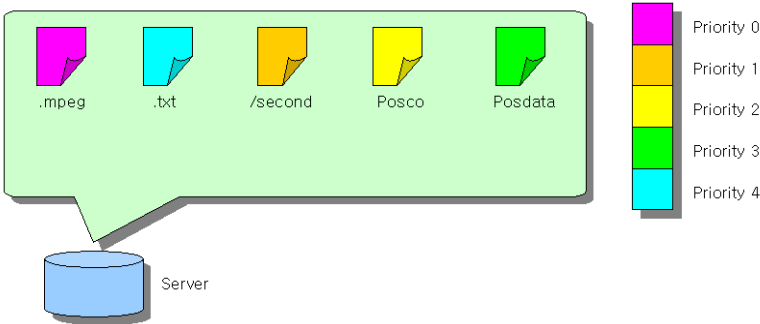 .mpeg
.txt
/second
Posco
Posdata
Priority 0
Priority 1
Priority 2
Priority 3
Priority 4
Server